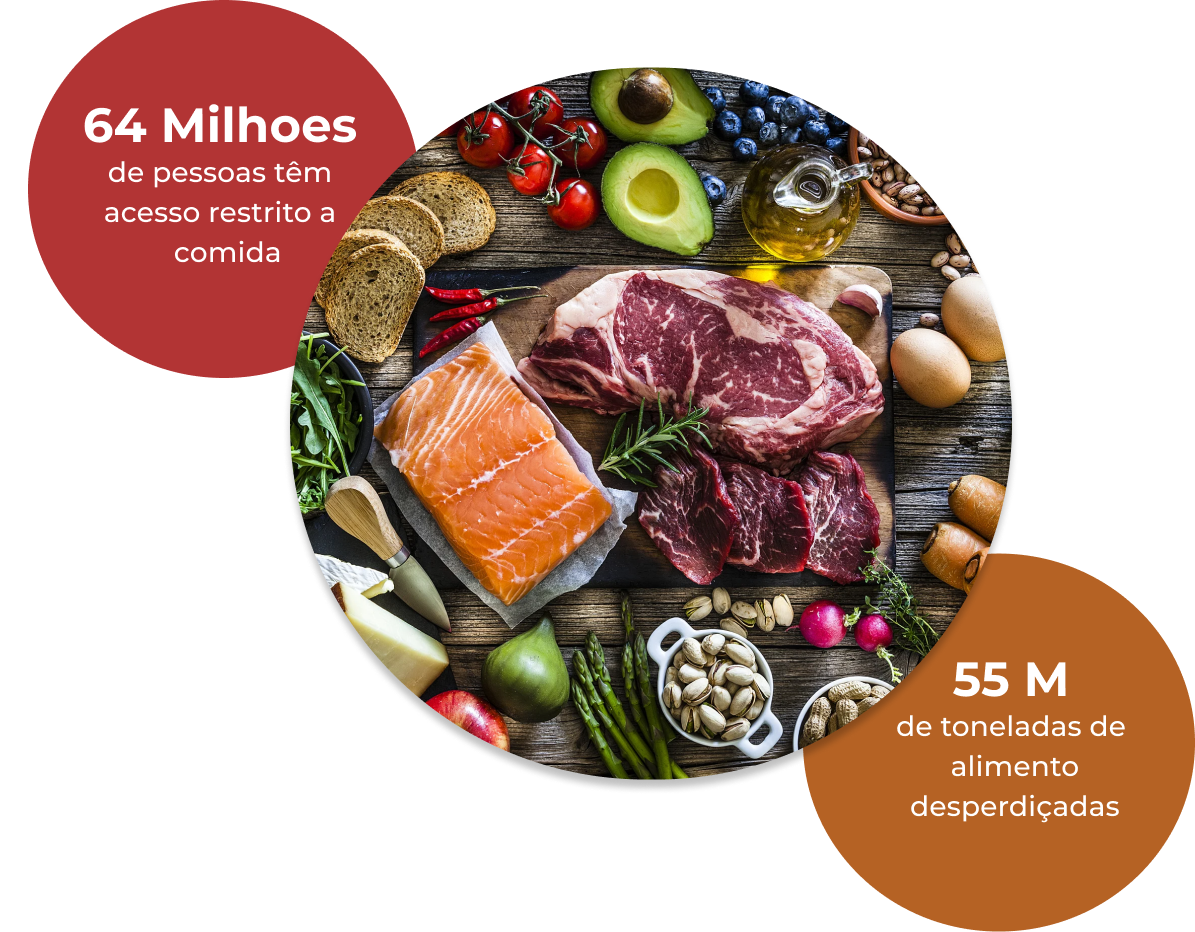 64 Milhoes
de pessoas têm
acesso restrito a
comida
55 M
de toneladas de
alimento
desperdiçadas